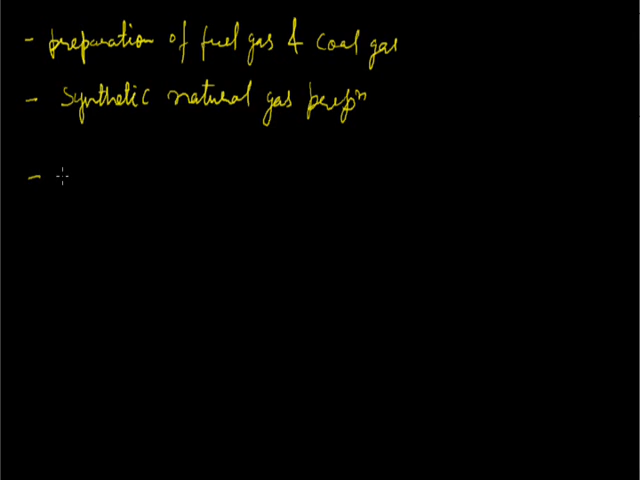 - preparation of fuel gas & coal gas
- Synthetic natural gas prepⁿ
-